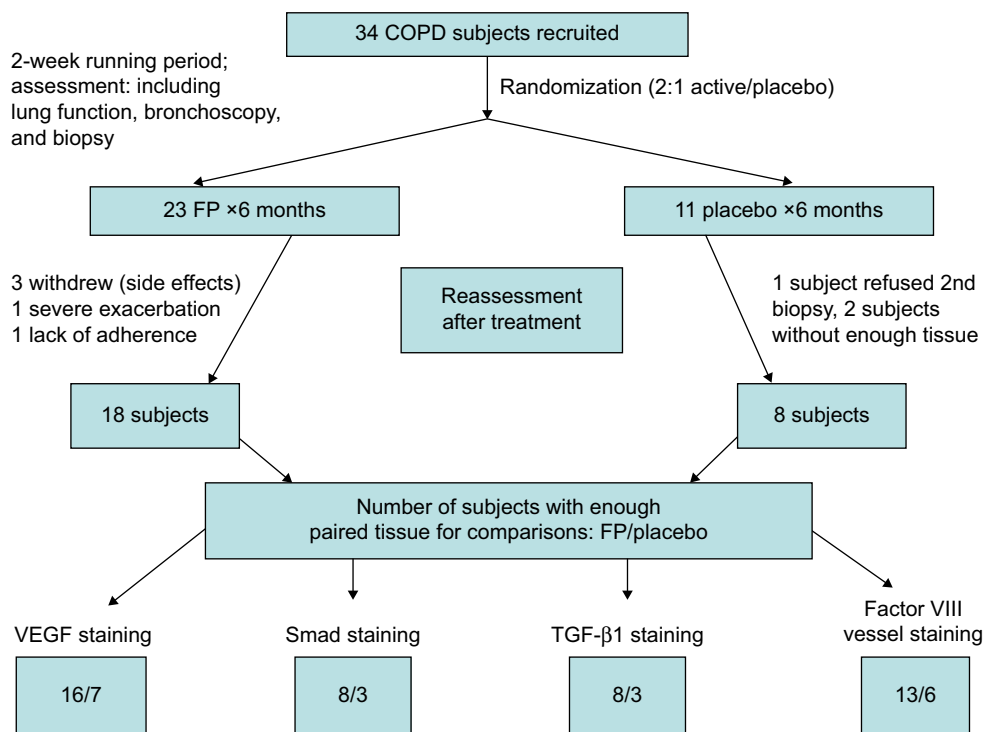 34 COPD subjects recruited
2-week running period;
assessment: including
lung function, bronchoscopy,
and biopsy
Randomization (2:1 active/placebo)
23 FP ×6 months
11 placebo ×6 months
3 withdrew (side effects)
1 severe exacerbation
1 lack of adherence
Reassessment
after treatment
1 subject refused 2nd
biopsy, 2 subjects
without enough tissue
18 subjects
8 subjects
Number of subjects with enough
paired tissue for comparisons: FP/placebo
VEGF staining
Smad staining
TGF-β1 staining
Factor VIII
vessel staining
16/7
8/3
8/3
13/6